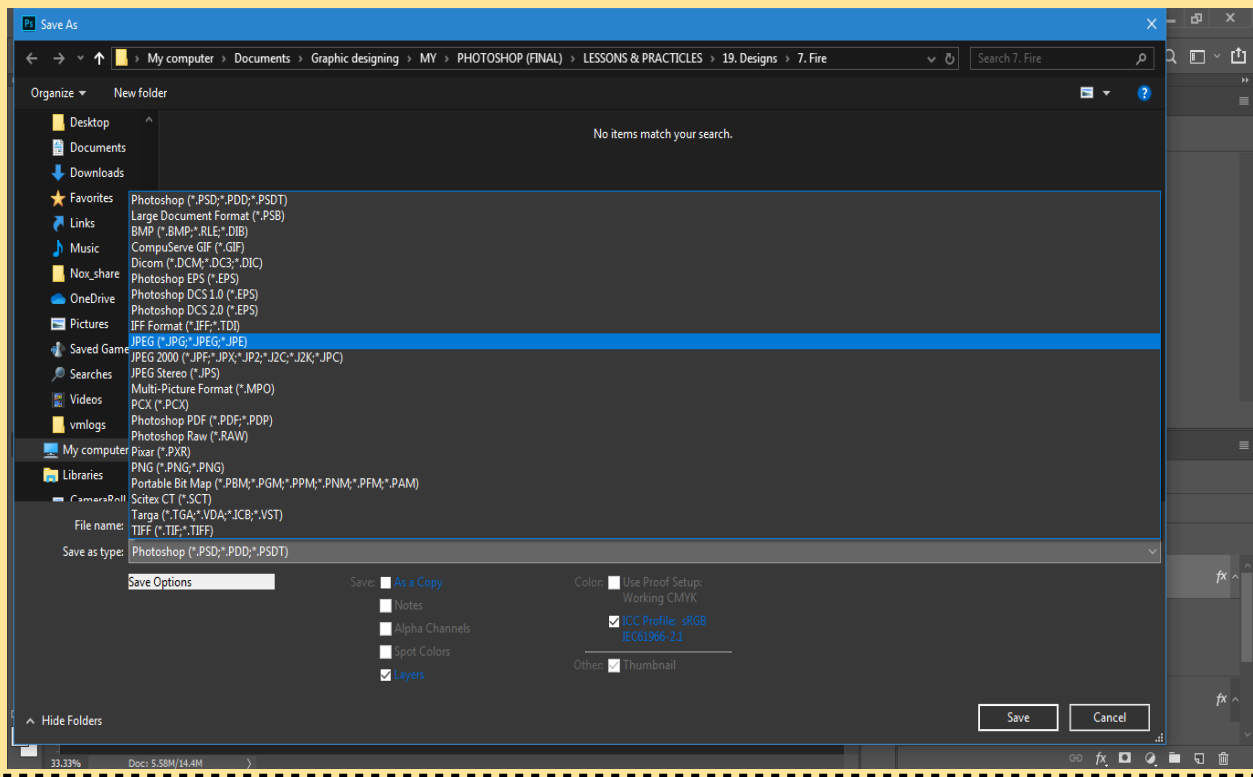 Ps Save As
My computer > Documents > Graphic designing > MY > PHOTOSHOP (FINAL) > LESSONS & PRACTICLES > 19. Designs > 7. Fire
Search 7. Fire
Organize New folder
Desktop
Documents
Downloads
Favorites
Links
Music
Nox_share
OneDrive
Pictures
Saved Game
Searches
Videos
vmlogs
My computer
Libraries
CameraRoll
No items match your search.
Photoshop (*.PSD;*.PDD;*.PSDT)
Large Document Format (*.PSB)
BMP (*.BMP;*.RLE;*.DIB)
CompuServe GIF (*.GIF)
Dicom (*.DCM;*.DC3;*.DIC)
Photoshop EPS (*.EPS)
Photoshop DCS 1.0 (*.EPS)
Photoshop DCS 2.0 (*.EPS)
IFF Format (*.IFF;*.TDI)
JPEG (*.JPG;*.JPEG;*.JPE)
JPEG 2000 (*.JPF;*.JPX;*.JP2;*.J2C;*.J2K;*.JPC)
JPEG Stereo (*.JPS)
Multi-Picture Format (*.MPO)
PCX (*.PCX)
Photoshop PDF (*.PDF;*.PDP)
Photoshop Raw (*.RAW)
Pixar (*.PXR)
PNG (*.PNG;*.PNG)
Portable Bit Map (*.PBM;*.PGM;*.PPM;*.PNM;*.PFM;*.PAM)
Scitex CT (*.SCT)
Targa (*.TGA;*.VDA;*.ICB;*.VST)
TIFF (*.TIF;*.TIFF)
File name:
Save as type: Photoshop (*.PSD;*.PDD;*.PSDT)
Save Options
Save: As a Copy
Notes
Alpha Channels
Spot Colors
Layers
Color: Use Proof Setup:
Working CMYK
ICC Profile: sRGB
IEC61966-2.1
Other: Thumbnail
Hide Folders
Save
Cancel
fx
fx
33.33% Doc: 5.58M/14.4M
fx